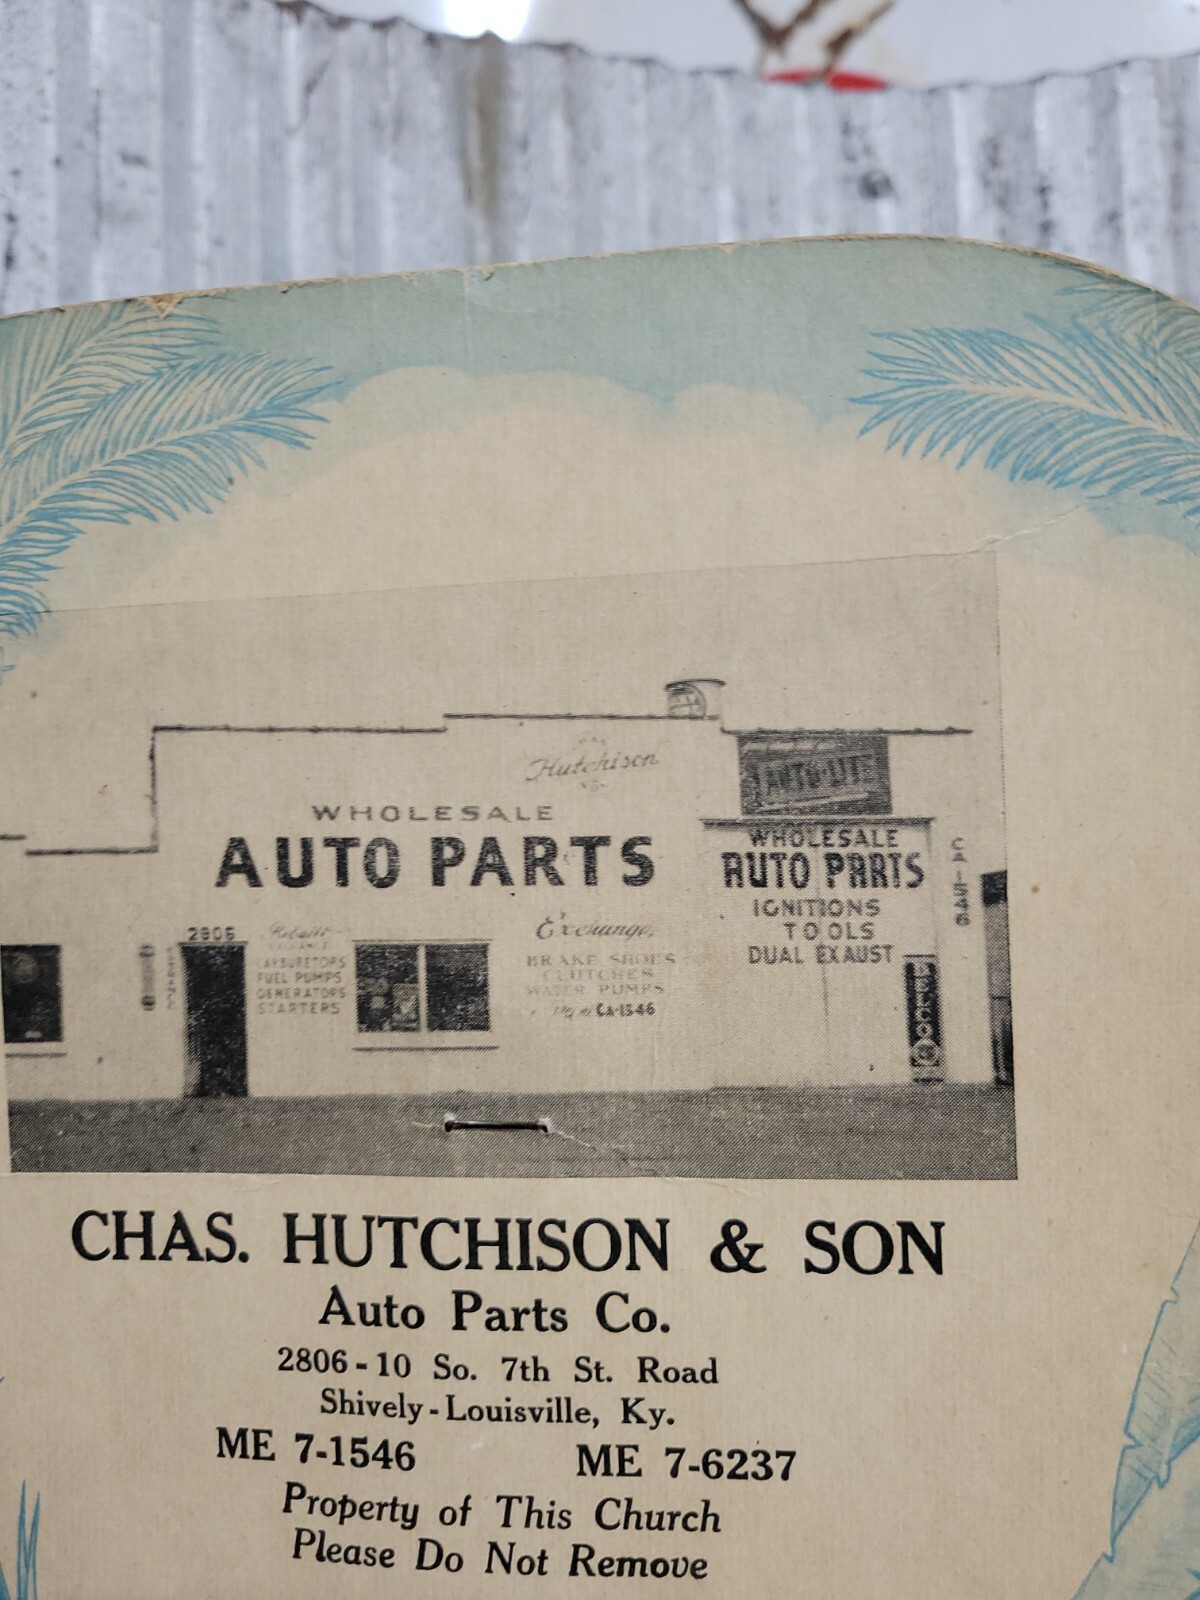 Hutchison
AUTO-LITE
WHOLESALE
AUTO PARTS
WHOLESALE
AUTO PARTS
IGNITIONS
TOOLS
DUAL EXAUST
CA-1546
2806
CARBURETORS
FUEL PUMPS
GENERATORS
STARTERS
Exchange
BRAKE SHOES
CLUTCHES
WATER PUMPS
CA-1546
CHAS. HUTCHISON & SON
Auto Parts Co.
2806-10 So. 7th St. Road
Shively-Louisville, Ky.
ME 7-1546 ME 7-6237
Property of This Church
Please Do Not Remove